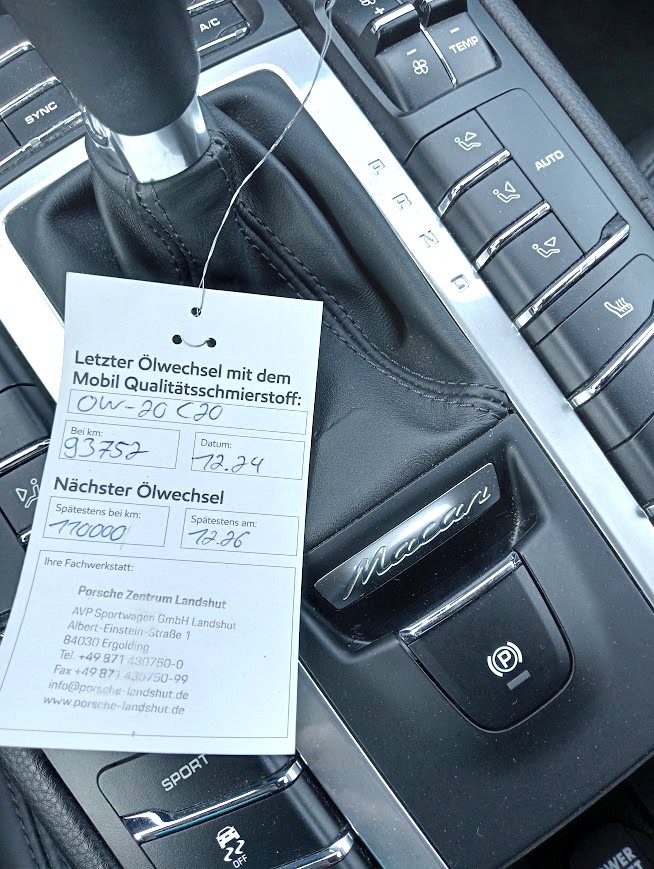 A/C
SYNC
TEMP
AUTO
P
R
N
D
Letzter Ölwechsel mit dem
Mobil Qualitätsschmierstoff:
0W-20 C20
Bei km:
93752
Datum:
12.24
Nächster Ölwechsel
Spätestens bei km:
110000
Spätestens am:
12.26
Ihre Fachwerkstatt:
Porsche Zentrum Landshut
AVP Sportwagen GmbH Landshut
Albert-Einstein-Straße 1
84030 Ergolding
Tel. +49 871 430750-0
Fax +49 871 430750-99
info@porsche-landshut.de
www.porsche-landshut.de
Macan
P
SPORT
OFF